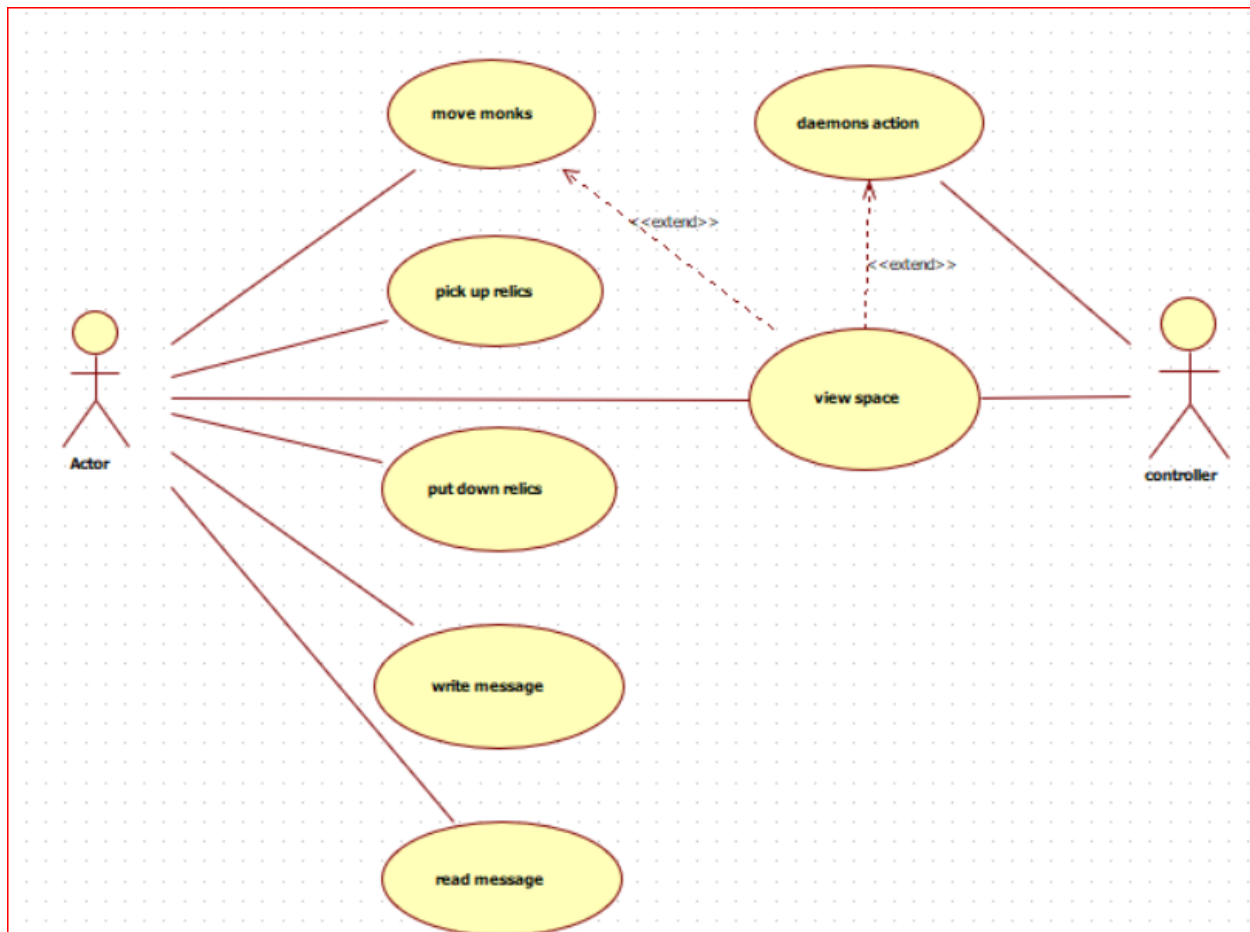 move monks
daemons action
<<extend>>
<<extend>>
pick up relics
view space
Actor
controller
put down relics
write message
read message